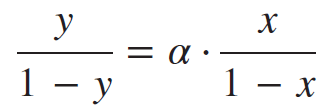 y/(1 − y) = α · x/(1 − x)